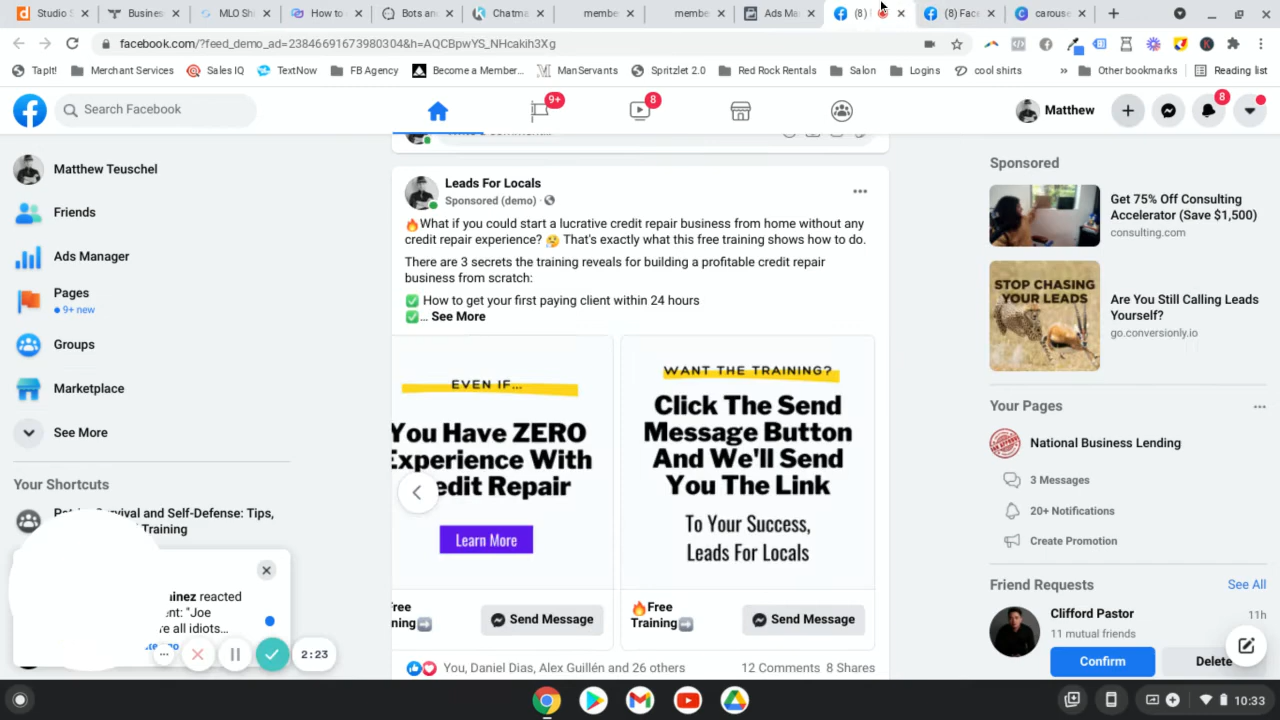 Studio S
Busines
MLO Sh
How to
Bots an
Chatma
membe
membe
Ads Ma
(8)
(8) Face
carouse
facebook.com/?feed_demo_ad=23846691673980304&h=AQCBpwYS_NHcakih3Xg
TapIt!
Merchant Services
Sales IQ
TextNow
FB Agency
Become a Member...
ManServants
Spritzlet 2.0
Red Rock Rentals
Salon
Logins
cool shirts
»
Other bookmarks
Reading list
Search Facebook
9+
8
Matthew
8
Matthew Teuschel
Friends
Ads Manager
Pages
9+ new
Groups
Marketplace
See More
Your Shortcuts
vival and Self-Defense: Tips,
Training
inez reacted
nt: "Joe
e all idiots...
2:23
Leads For Locals
Sponsored (demo) ·
🔥What if you could start a lucrative credit repair business from home without any
credit repair experience? 🤔 That's exactly what this free training shows how to do.
There are 3 secrets the training reveals for building a profitable credit repair
business from scratch:
✅ How to get your first paying client within 24 hours
✅... See More
EVEN IF...
You Have ZERO
Experience With
edit Repair
Learn More
WANT THE TRAINING?
Click The Send
Message Button
And We'll Send
You The Link
To Your Success,
Leads For Locals
ree
ning➡
Send Message
🔥Free
Training➡
Send Message
You, Daniel Dias, Alex Guillén and 26 others
12 Comments 8 Shares
Sponsored
Get 75% Off Consulting
Accelerator (Save $1,500)
consulting.com
STOP CHASING
YOUR LEADS
Are You Still Calling Leads
Yourself?
go.conversionly.io
Your Pages
National Business Lending
3 Messages
20+ Notifications
Create Promotion
Friend Requests
See All
Clifford Pastor
11h
11 mutual friends
Confirm
Delete
10:33